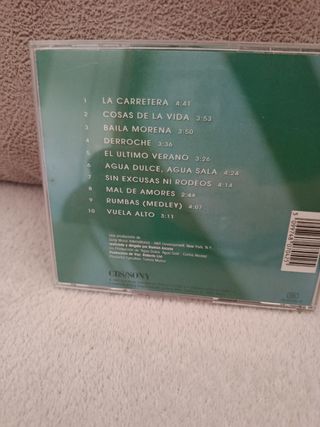 1 LA CARRETERA 4:41
2 COSAS DE LA VIDA 3:53
3 BAILA MORENA 3:50
4 DERROCHE 3:36
5 EL ULTIMO VERANO 3:26
6 AGUA DULCE, AGUA SALA 4:24
7 SIN EXCUSAS NI RODEOS 4:14
8 MAL DE AMORES 2:44
9 RUMBAS (MEDLEY) 4:07
10 VUELA ALTO 3:11
CBS/SONY